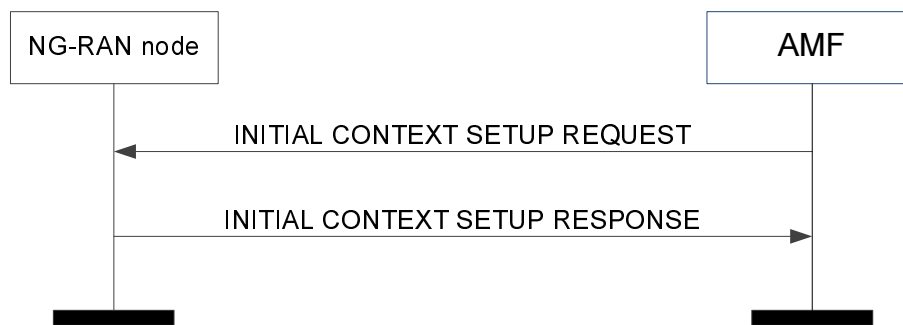 NG-RAN node
AMF
INITIAL CONTEXT SETUP REQUEST
INITIAL CONTEXT SETUP RESPONSE